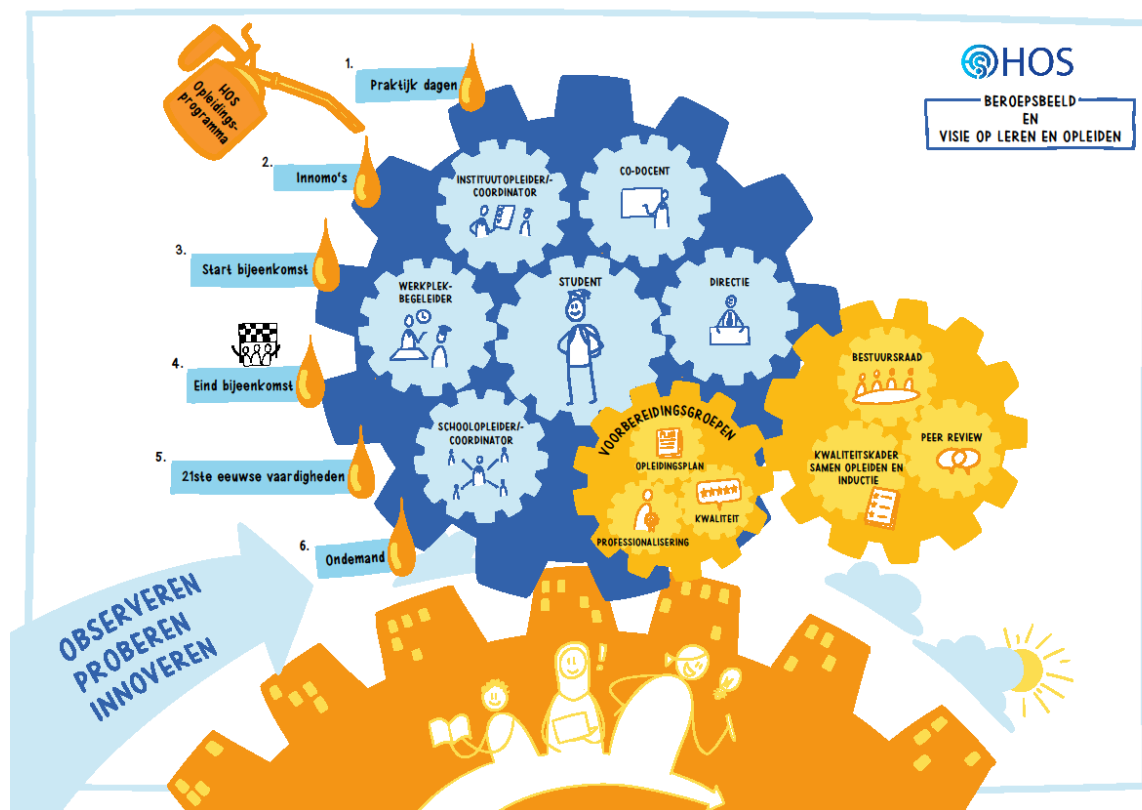 HOS
Opleidings-
programma
1.
Praktijk dagen
2.
Innomo's
3.
Start bijeenkomst
4.
Eind bijeenkomst
5.
21ste eeuwse vaardigheden
6.
Ondemand
HOS
BEROEPSBEELD
EN
VISIE OP LEREN EN OPLEIDEN
INSTITUUTOPLEIDER/-
COORDINATOR
CO-DOCENT
WERKPLEK-
BEGELEIDER
STUDENT
DIRECTIE
SCHOOLOPLEIDER/
-COORDINATOR
VOORBEREIDINGSGROEPEN
PLAN
OPLEIDINGSPLAN
KWALITEIT
PROFESSIONALISERING
BESTUURSRAAD
PEER REVIEW
KWALITEITSKADER
SAMEN OPLEIDEN EN
INDUCTIE
OBSERVEREN
PROBEREN
INNOVEREN
!